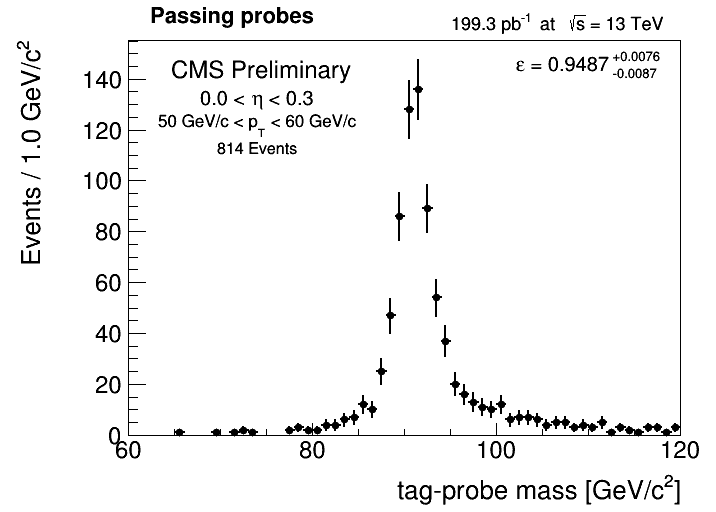 Passing probes
199.3 pb⁻¹ at √s = 13 TeV
CMS Preliminary
0.0 < η < 0.3
50 GeV/c < p_T < 60 GeV/c
814 Events
ε = 0.9487 +0.0076 -0.0087
Events / 1.0 GeV/c²
140
120
100
80
60
40
20
0
60 80 100 120
tag-probe mass [GeV/c²]